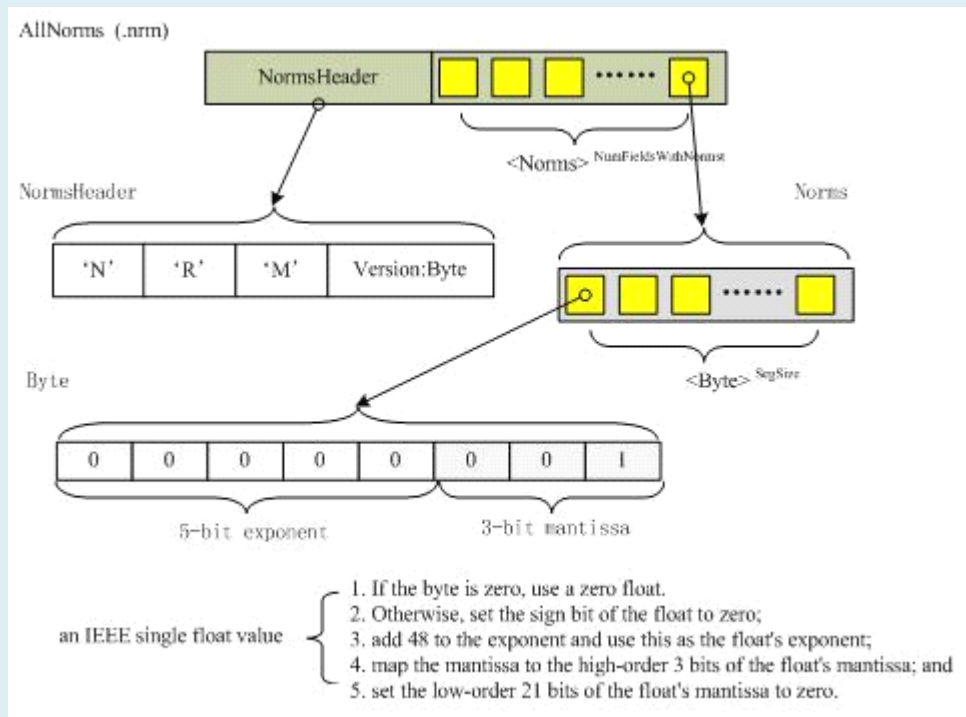 AllNorms (.nrm)
NormsHeader
<Norms> NumFieldsWithNormst
NormsHeader
Norms
‘N’ ‘R’ ‘M’ Version:Byte
<Byte> SegSize
Byte
0 0 0 0 0 0 0 1
5-bit exponent
3-bit mantissa
an IEEE single float value
1. If the byte is zero, use a zero float.
2. Otherwise, set the sign bit of the float to zero;
3. add 48 to the exponent and use this as the float's exponent;
4. map the mantissa to the high-order 3 bits of the float's mantissa; and
5. set the low-order 21 bits of the float's mantissa to zero.